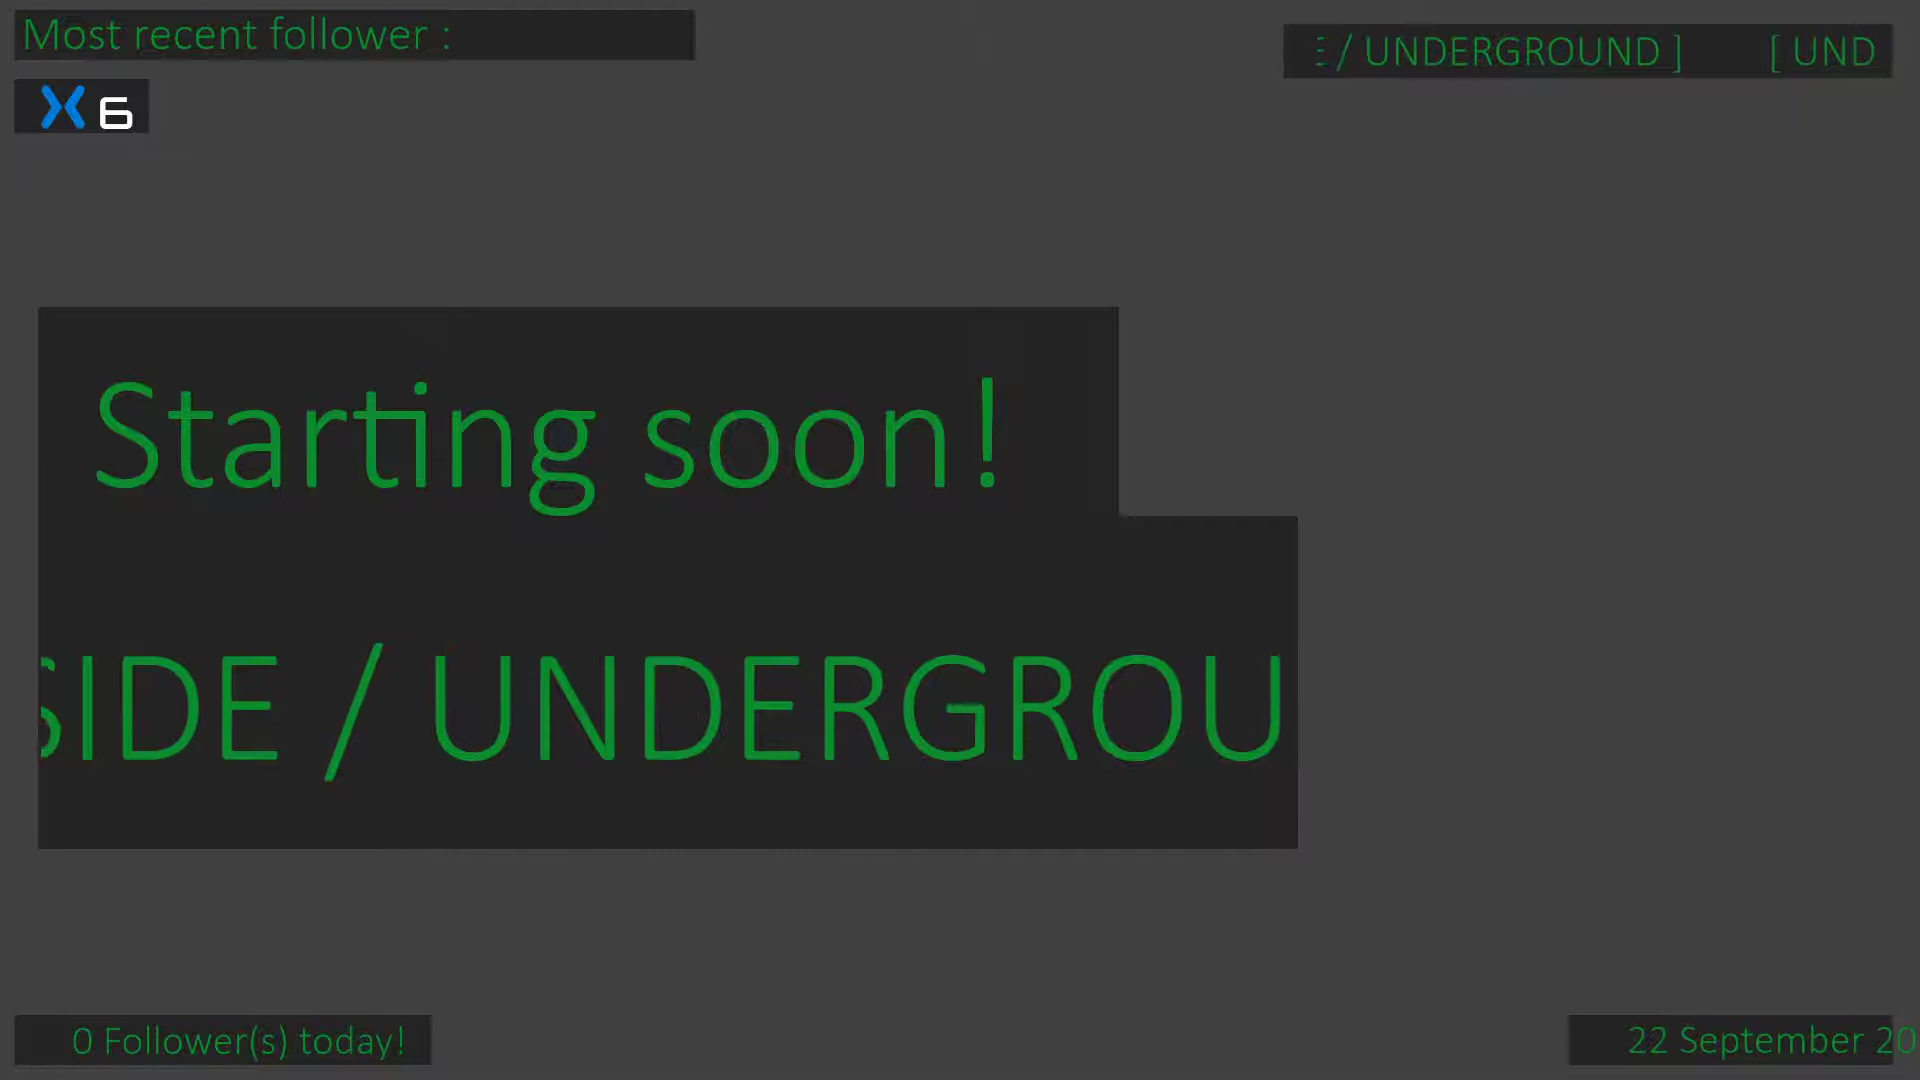 Most recent follower :
E / UNDERGROUND ] [ UND
6
Starting soon!
SIDE / UNDERGROU
0 Follower(s) today!
22 September 20